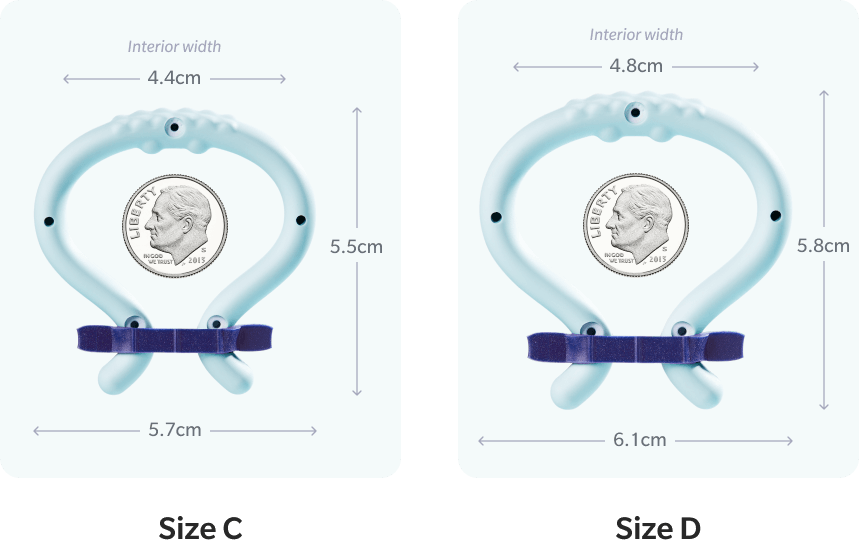 Interior width
4.4cm
LIBERTY
IN GOD
WE TRUST
S
2015
5.5cm
5.7cm
Size C
Interior width
4.8cm
LIBERTY
IN GOD
WE TRUST
S
2015
5.8cm
6.1cm
Size D